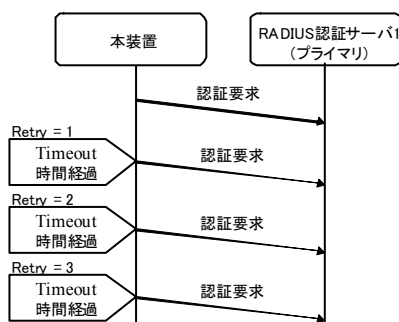 本装置
RADIUS認証サーバ1
(プライマリ)
認証要求
Retry = 1
Timeout
時間経過
認証要求
Retry = 2
Timeout
時間経過
認証要求
Retry = 3
Timeout
時間経過
認証要求